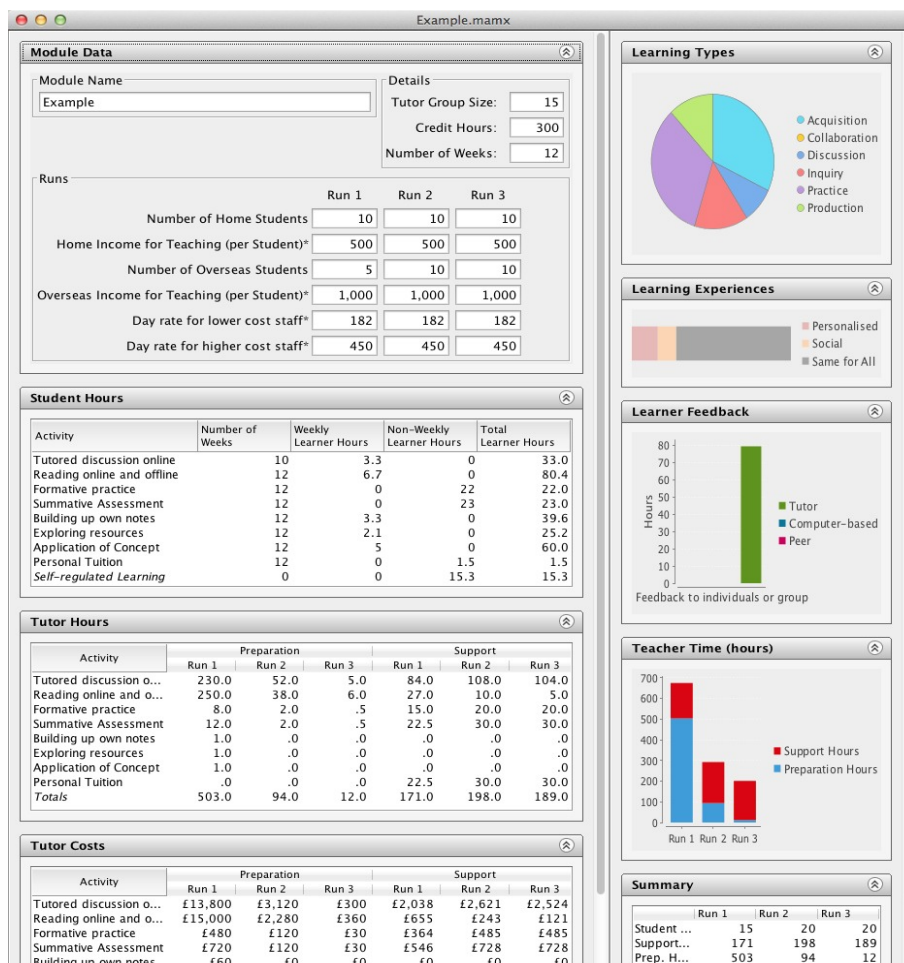 Example.mamx
Module Data
Module Name
Example
Details
Tutor Group Size: 15
Credit Hours: 300
Number of Weeks: 12
Runs
Run 1 Run 2 Run 3
Number of Home Students 10 10 10
Home Income for Teaching (per Student)* 500 500 500
Number of Overseas Students 5 10 10
Overseas Income for Teaching (per Student)* 1,000 1,000 1,000
Day rate for lower cost staff* 182 182 182
Day rate for higher cost staff* 450 450 450
Student Hours
Activity Number of Weeks Weekly Learner Hours Non-Weekly Learner Hours Total Learner Hours
Tutored discussion online 10 3.3 0 33.0
Reading online and offline 12 6.7 0 80.4
Formative practice 12 0 22 22.0
Summative Assessment 12 0 23 23.0
Building up own notes 12 3.3 0 39.6
Exploring resources 12 2.1 0 25.2
Application of Concept 12 5 0 60.0
Personal Tuition 12 0 1.5 1.5
Self-regulated Learning 0 0 15.3 15.3
Tutor Hours
Activity Preparation Support
Run 1 Run 2 Run 3 Run 1 Run 2 Run 3
Tutored discussion o... 230.0 52.0 5.0 84.0 108.0 104.0
Reading online and o... 250.0 38.0 6.0 27.0 10.0 5.0
Formative practice 8.0 2.0 .5 15.0 20.0 20.0
Summative Assessment 12.0 2.0 .5 22.5 30.0 30.0
Building up own notes 1.0 .0 .0 .0 .0 .0
Exploring resources 1.0 .0 .0 .0 .0 .0
Application of Concept 1.0 .0 .0 .0 .0 .0
Personal Tuition .0 .0 .0 22.5 30.0 30.0
Totals 503.0 94.0 12.0 171.0 198.0 189.0
Tutor Costs
Activity Preparation Support
Run 1 Run 2 Run 3 Run 1 Run 2 Run 3
Tutored discussion o... £13,800 £3,120 £300 £2,038 £2,621 £2,524
Reading online and o... £15,000 £2,280 £360 £655 £243 £121
Formative practice £480 £120 £30 £364 £485 £485
Summative Assessment £720 £120 £30 £546 £728 £728
Building up own notes £60 £0 £0 £0 £0 £0
Learning Types
Acquisition
Collaboration
Discussion
Inquiry
Practice
Production
Learning Experiences
Personalised
Social
Same for All
Learner Feedback
80
70
60
50
40
30
20
10
0
Hours
Tutor
Computer-based
Peer
Feedback to individuals or group
Teacher Time (hours)
700
600
500
400
300
200
100
0
Support Hours
Preparation Hours
Run 1 Run 2 Run 3
Summary
Run 1 Run 2 Run 3
Student ... 15 20 20
Support... 171 198 189
Prep. H... 503 94 12